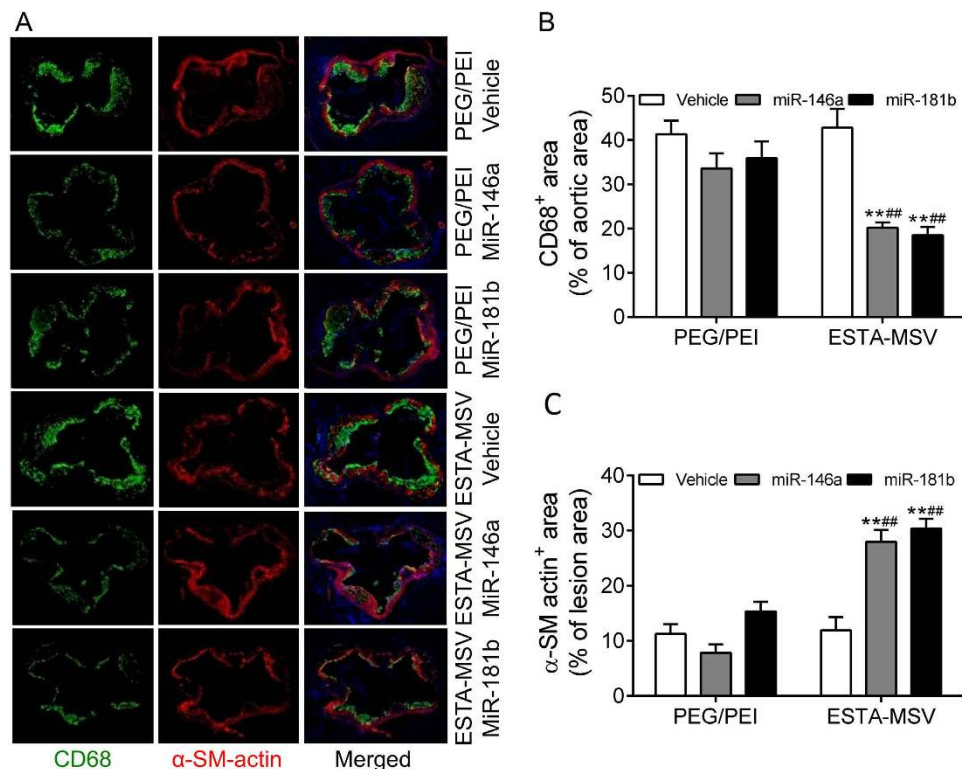 A
PEG/PEI
Vehicle
PEG/PEI
MiR-146a
PEG/PEI
MiR-181b
ESTA-MSV
Vehicle
ESTA-MSV
MiR-146a
ESTA-MSV
MiR-181b
CD68 α-SM-actin Merged
B
Vehicle miR-146a miR-181b
CD68⁺ area
(% of aortic area)
50
40
30
20
10
0
**## **##
PEG/PEI ESTA-MSV
C
Vehicle miR-146a miR-181b
α-SM actin⁺ area
(% of lesion area)
40
30
20
10
0
**## **##
PEG/PEI ESTA-MSV